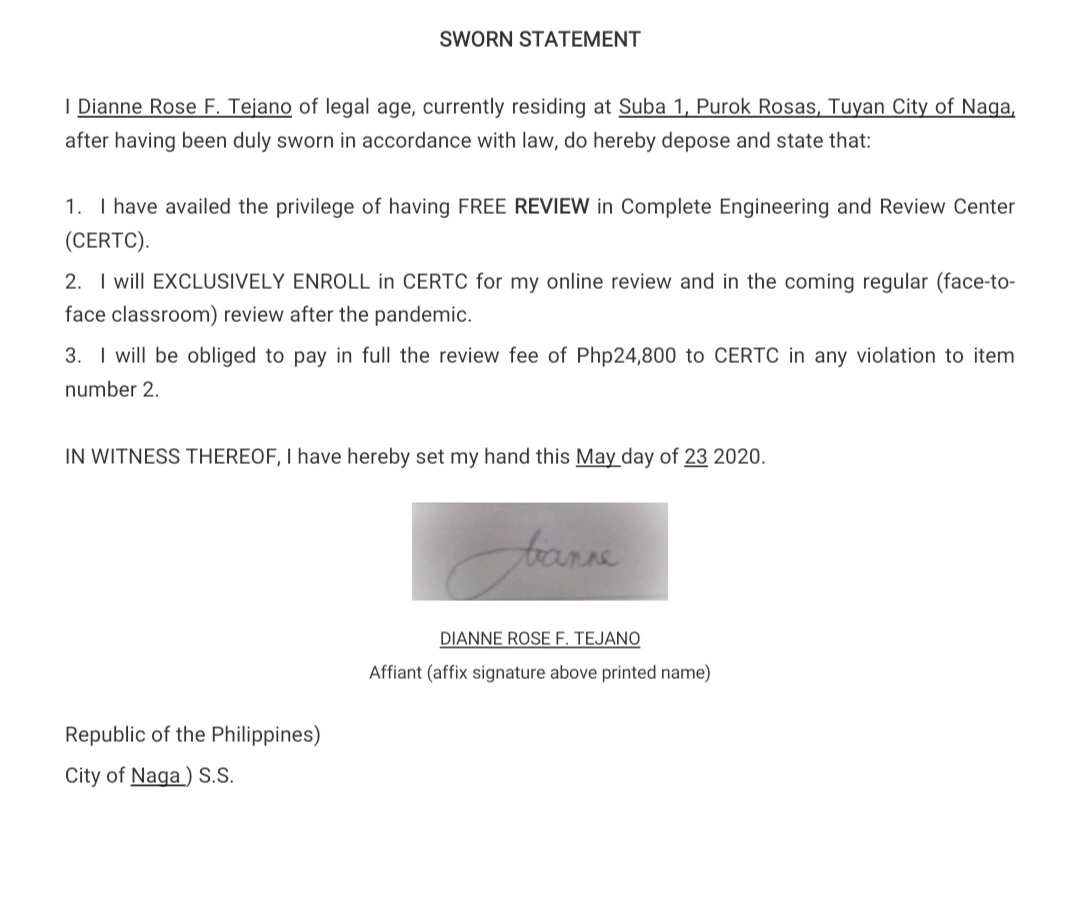 SWORN STATEMENT
I Dianne Rose F. Tejano of legal age, currently residing at Suba 1, Purok Rosas, Tuyan City of Naga,
after having been duly sworn in accordance with law, do hereby depose and state that:
1. I have availed the privilege of having FREE REVIEW in Complete Engineering and Review Center
(CERTC).
2. I will EXCLUSIVELY ENROLL in CERTC for my online review and in the coming regular (face-to-
face classroom) review after the pandemic.
3. I will be obliged to pay in full the review fee of Php24,800 to CERTC in any violation to item
number 2.
IN WITNESS THEREOF, I have hereby set my hand this May day of 23 2020.
Dianne
DIANNE ROSE F. TEJANO
Affiant (affix signature above printed name)
Republic of the Philippines)
City of Naga ) S.S.